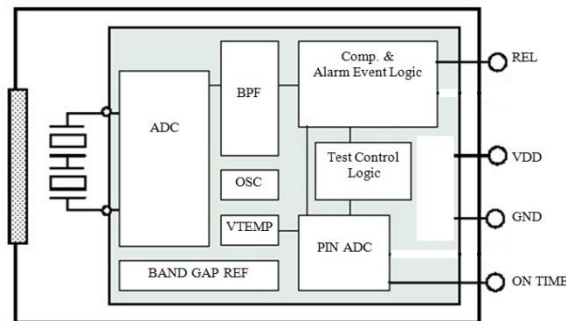 Comp. &
Alarm Event Logic
REL
BPF
ADC
Test Control
Logic
VDD
OSC
VTEMP
PIN ADC
GND
BAND GAP REF
ON TIME